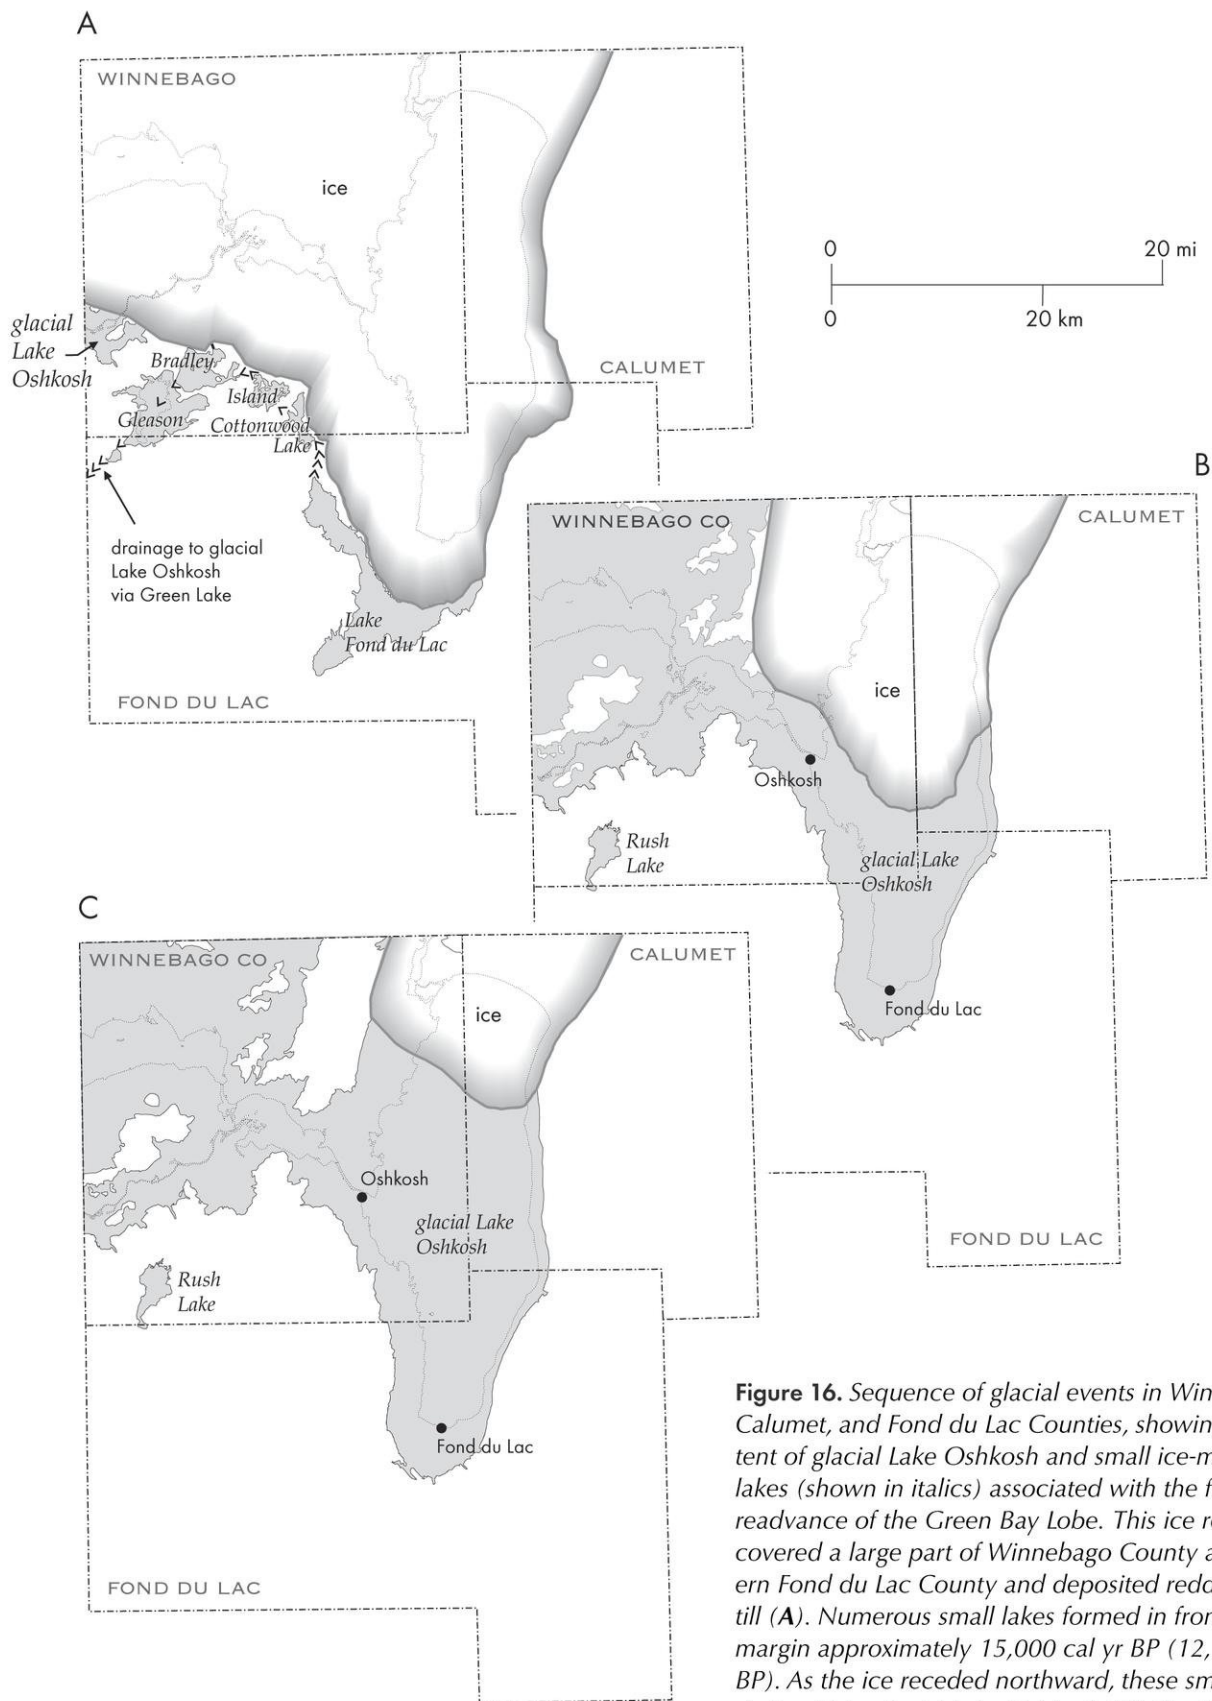 A
WINNEBAGO
ice
0 20 mi
0 20 km
glacial
Lake
Oshkosh
Bradley
Island
Gleason
Cottonwood
Lake
CALUMET
drainage to glacial
Lake Oshkosh
via Green Lake
Lake
Fond du Lac
FOND DU LAC
B
WINNEBAGO CO
CALUMET
ice
Oshkosh
Rush
Lake
glacial Lake
Oshkosh
Fond du Lac
FOND DU LAC
C
WINNEBAGO CO
CALUMET
ice
Oshkosh
glacial Lake
Oshkosh
Rush
Lake
Fond du Lac
FOND DU LAC
Figure 16. Sequence of glacial events in Win
Calumet, and Fond du Lac Counties, showin
tent of glacial Lake Oshkosh and small ice-m
lakes (shown in italics) associated with the f
readvance of the Green Bay Lobe. This ice r
covered a large part of Winnebago County a
ern Fond du Lac County and deposited redd
till (A). Numerous small lakes formed in fron
margin approximately 15,000 cal yr BP (12,
BP). As the ice receded northward, these sm